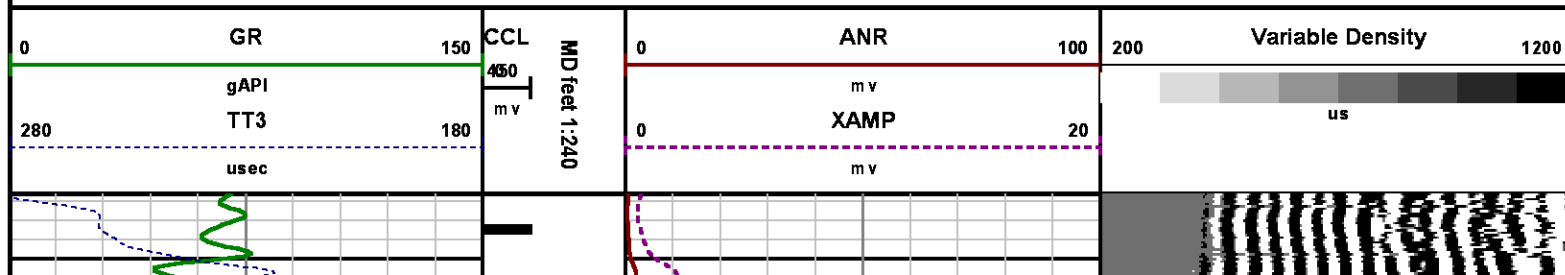 GR
0 150
gAPI
TT3
280 180
usec
CCL
m v
MD feet 1:240
ANR
0 100
m v
XAMP
0 20
m v
Variable Density
200 1200
us